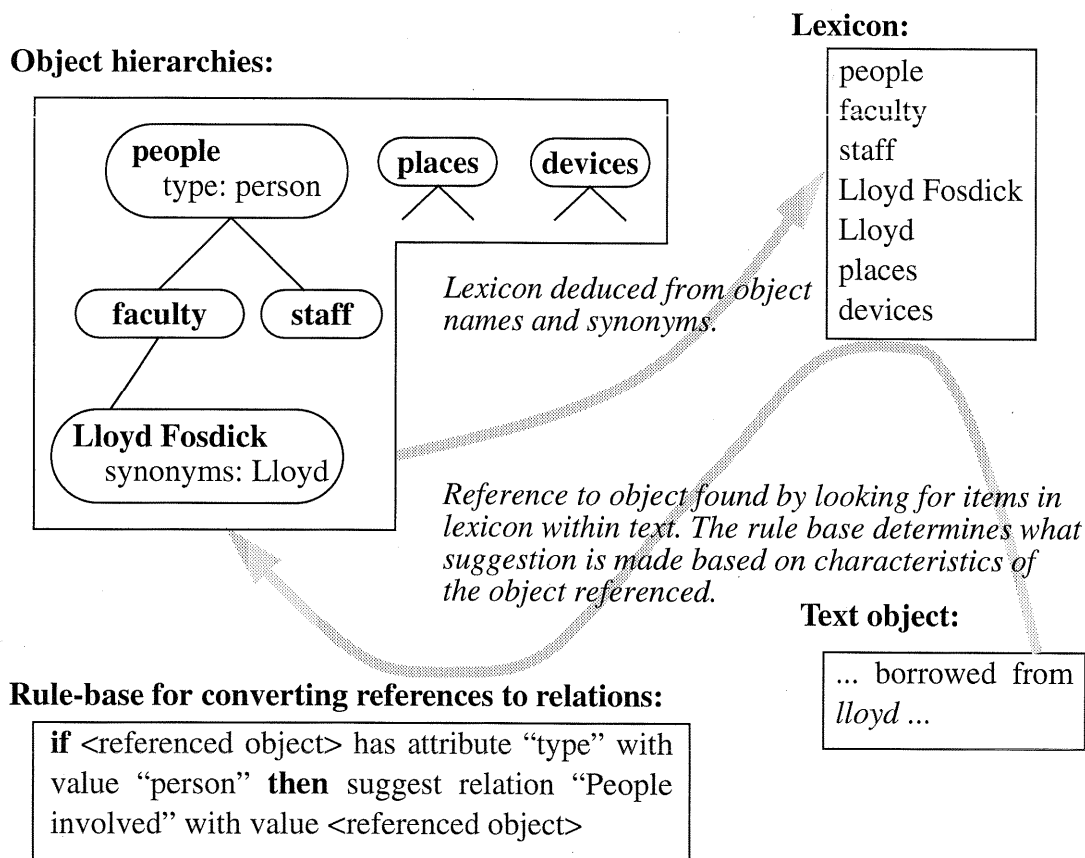 Object hierarchies:
people
type: person
places
devices
faculty
staff
Lloyd Fosdick
synonyms: Lloyd
Lexicon:
people
faculty
staff
Lloyd Fosdick
Lloyd
places
devices
Lexicon deduced from object
names and synonyms.
Reference to object found by looking for items in
lexicon within text. The rule base determines what
suggestion is made based on characteristics of
the object referenced.
Text object:
... borrowed from
lloyd ...
Rule-base for converting references to relations:
if <referenced object> has attribute “type” with
value “person” then suggest relation “People
involved” with value <referenced object>